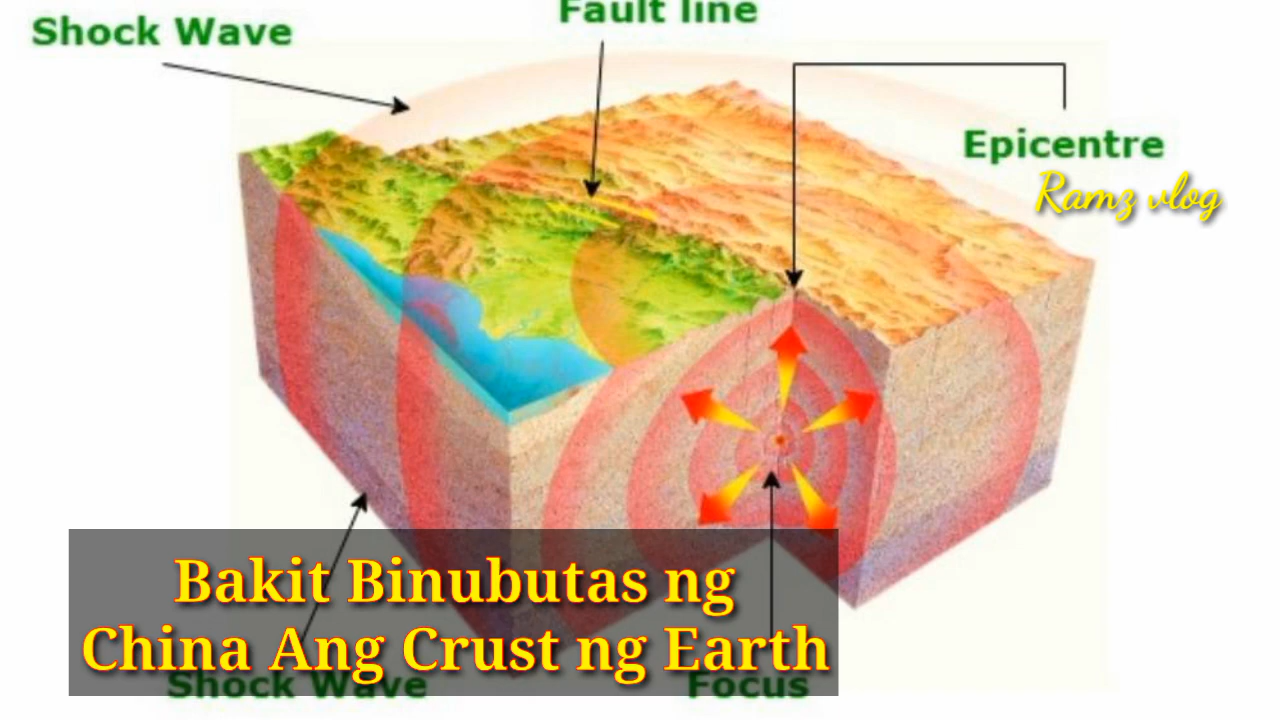 Fault line
Shock Wave
Epicentre
Ramz vlog
Bakit Binubutas ng
China Ang Crust ng Earth
Shock Wave
Focus